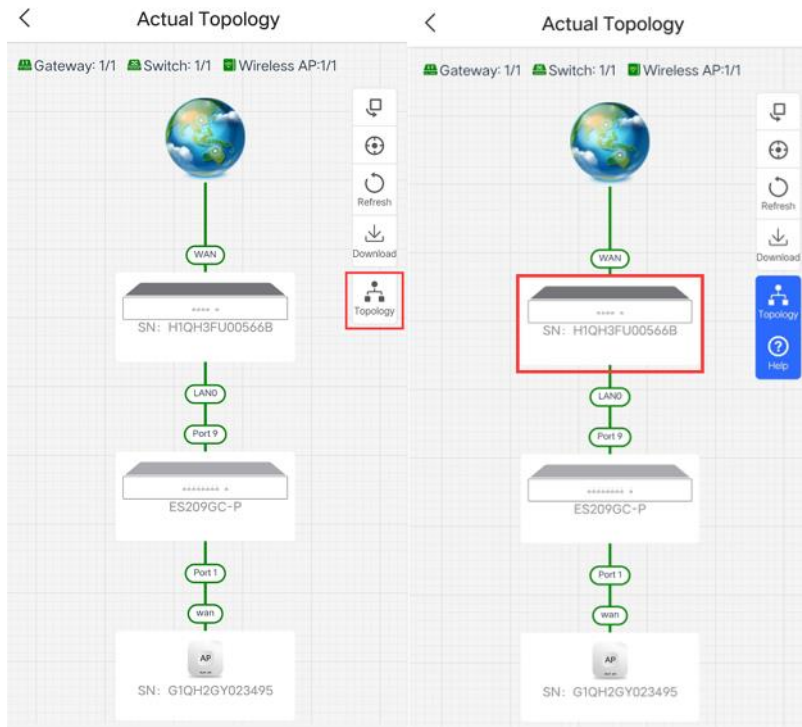 Actual Topology
Gateway: 1/1 Switch: 1/1 Wireless AP:1/1
Refresh
Download
Topology
WAN
SN: H1QH3FU00566B
LAN0
Port 9
ES209GC-P
Port 1
wan
AP
SN: G1QH2GY023495
Actual Topology
Gateway: 1/1 Switch: 1/1 Wireless AP:1/1
Refresh
Download
Topology
Help
WAN
SN: H1QH3FU00566B
LAN0
Port 9
ES209GC-P
Port 1
wan
AP
SN: G1QH2GY023495